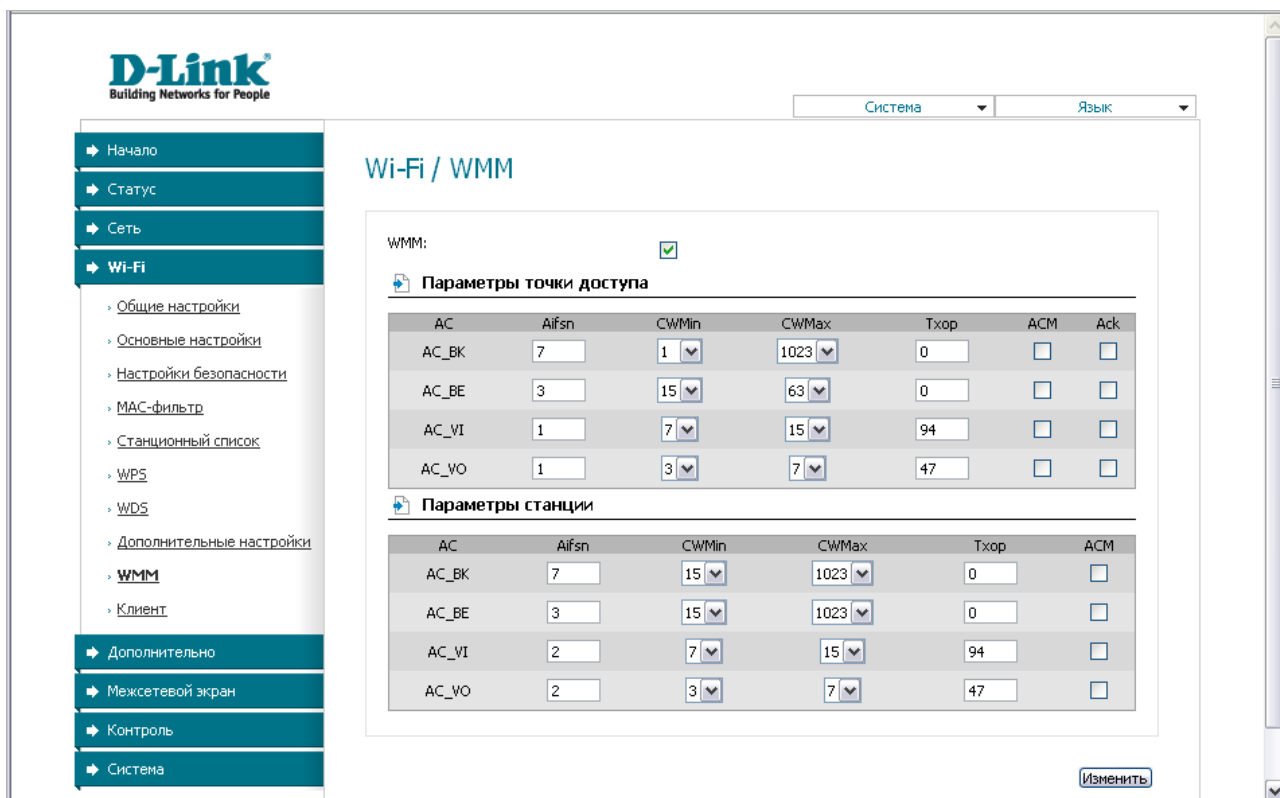 D-Link
Building Networks for People
Система Язык
Начало
Статус
Сеть
Wi-Fi
Общие настройки
Основные настройки
Настройки безопасности
MAC-фильтр
Станционный список
WPS
WDS
Дополнительные настройки
WMM
Клиент
Дополнительно
Межсетевой экран
Контроль
Система
Wi-Fi / WMM
WMM:
Параметры точки доступа
AC Aifsn CWMin CWMax Txop ACM Ack
AC_BK 7 1 1023 0
AC_BE 3 15 63 0
AC_VI 1 7 15 94
AC_VO 1 3 7 47
Параметры станции
AC Aifsn CWMin CWMax Txop ACM
AC_BK 7 15 1023 0
AC_BE 3 15 1023 0
AC_VI 2 7 15 94
AC_VO 2 3 7 47
Изменить